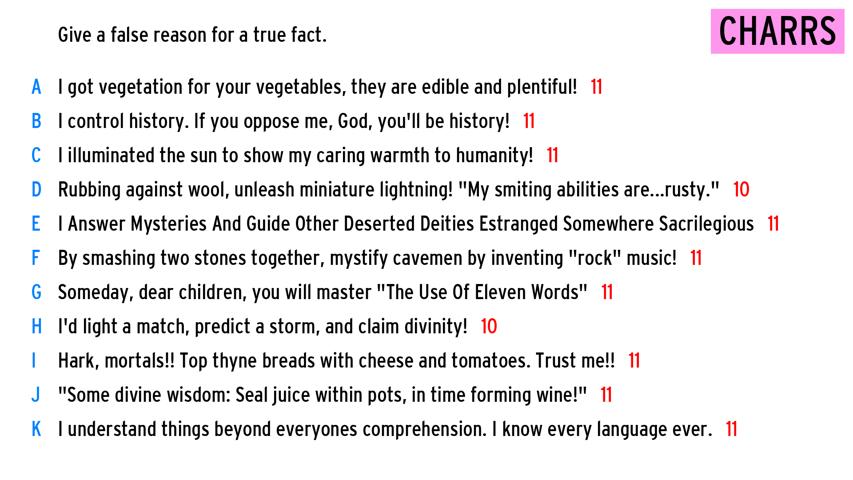 Give a false reason for a true fact.
CHARRS
A I got vegetation for your vegetables, they are edible and plentiful! 11
B I control history. If you oppose me, God, you'll be history! 11
C I illuminated the sun to show my caring warmth to humanity! 11
D Rubbing against wool, unleash miniature lightning! "My smiting abilities are...rusty." 10
E I Answer Mysteries And Guide Other Deserted Deities Estranged Somewhere Sacrilegious 11
F By smashing two stones together, mystify cavemen by inventing "rock" music! 11
G Someday, dear children, you will master "The Use Of Eleven Words" 11
H I'd light a match, predict a storm, and claim divinity! 10
I Hark, mortals!! Top thyne breads with cheese and tomatoes. Trust me!! 11
J "Some divine wisdom: Seal juice within pots, in time forming wine!" 11
K I understand things beyond everyones comprehension. I know every language ever. 11